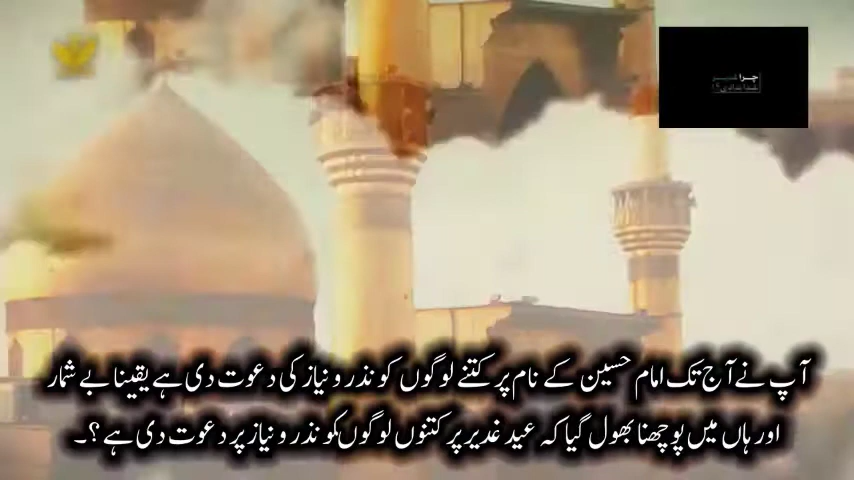 چرا
آپ نے آج تک امام حسین کے نام پر کتنے لوگوں کو نذر و نیاز کی دعوت دی ہے یقینا بے شمار
اور ہاں میں پوچھنا بھول گیا کہ عید غدیر پر کتنوں لوگوں کو نذر و نیاز پر دعوت دی ہے ؟۔